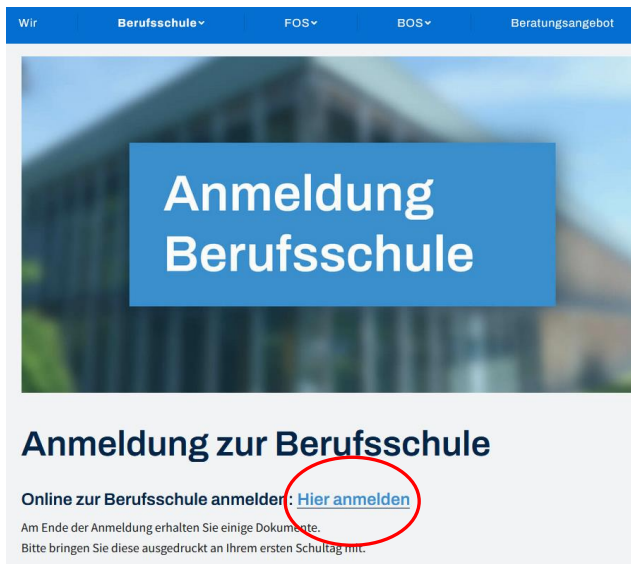 Wir Berufsschule FOS BOS Beratungsangebot
Anmeldung
Berufsschule
Anmeldung zur Berufsschule
Online zur Berufsschule anmelden: Hier anmelden
Am Ende der Anmeldung erhalten Sie einige Dokumente.
Bitte bringen Sie diese ausgedruckt an Ihrem ersten Schultag mit.